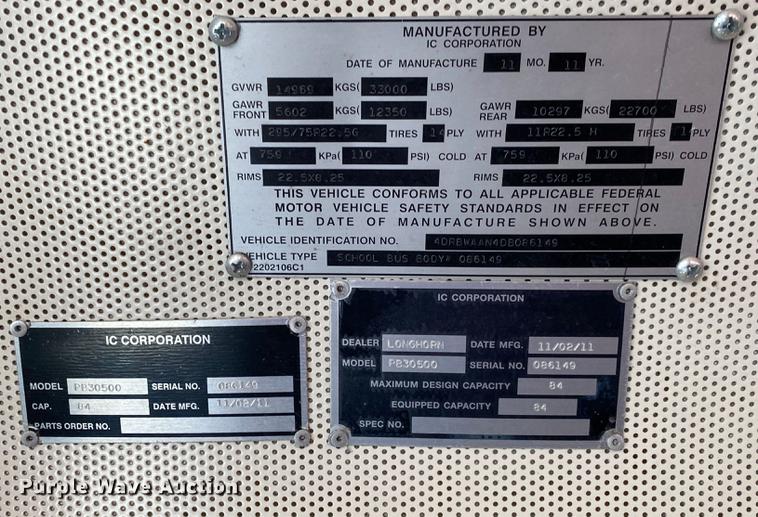 MANUFACTURED BY
IC CORPORATION
DATE OF MANUFACTURE 11 MO. 11 YR.
GVWR 14969 KGS( 33000 LBS)
GAWR FRONT 5602 KGS( 12350 LBS) GAWR REAR 10297 KGS( 22700 LBS)
WITH 295/75R22.5G TIRES 14 PLY WITH 11R22.5 H TIRES PLY
AT 759 KPa( 110 PSI) COLD AT 759 KPa( 110 PSI) COLD
RIMS 22.5X8.25 RIMS 22.5X8.25
THIS VEHICLE CONFORMS TO ALL APPLICABLE FEDERAL
MOTOR VEHICLE SAFETY STANDARDS IN EFFECT ON
THE DATE OF MANUFACTURE SHOWN ABOVE.
VEHICLE IDENTIFICATION NO. 4DRBWAAN4DB086149
VEHICLE TYPE SCHOOL BUS BODY# 086149
2202106C1
IC CORPORATION
DEALER LONGHORN DATE MFG. 11/02/11
MODEL PB30500 SERIAL NO. 086149
MAXIMUM DESIGN CAPACITY 84
EQUIPPED CAPACITY 84
SPEC NO.
IC CORPORATION
MODEL PB30500 SERIAL NO. 086149
CAP. 84 DATE MFG. 11/02/11
PARTS ORDER NO.
Purple Wave Auction